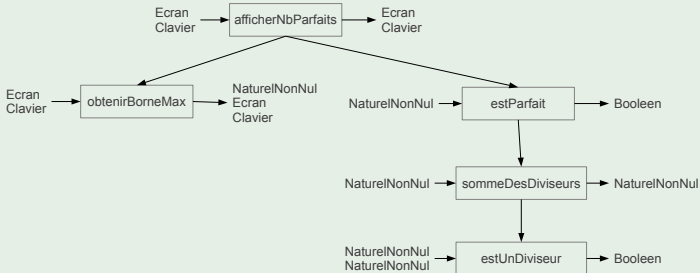 Ecran
Clavier
afficherNbParfaits
Ecran
Clavier
Ecran
Clavier
obtenirBorneMax
NaturelNonNul
Ecran
Clavier
NaturelNonNul
estParfait
Booleen
NaturelNonNul
sommeDesDiviseurs
NaturelNonNul
NaturelNonNul
NaturelNonNul
estUnDiviseur
Booleen